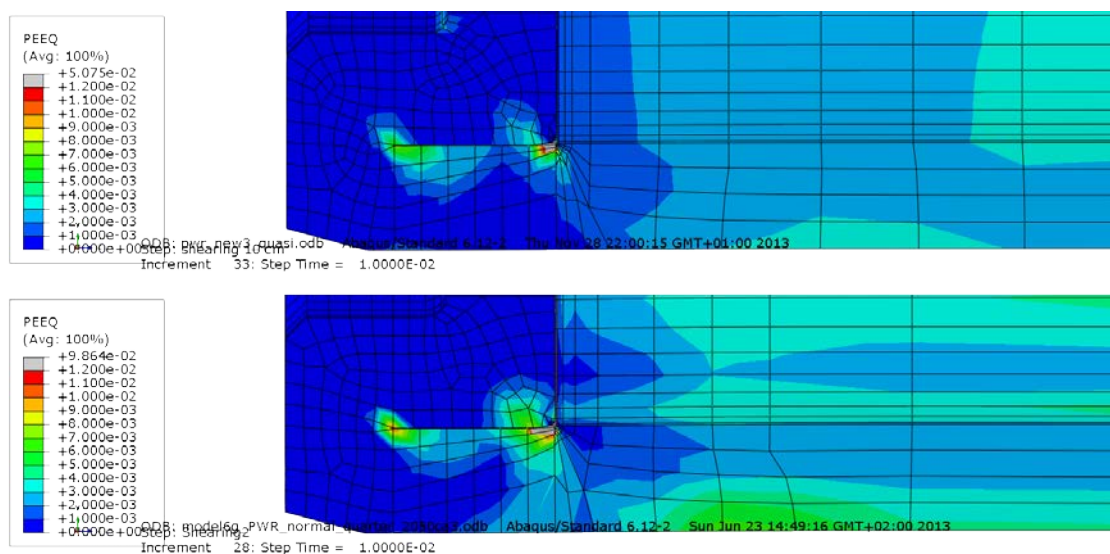 PEEQ
(Avg: 100%)
+5.075e-02
+1.200e-02
+1.100e-02
+1.000e-02
+9.000e-03
+8.000e-03
+7.000e-03
+6.000e-03
+5.000e-03
+4.000e-03
+3.000e-03
+2.000e-03
+1.000e-03
+0.000e+00
ODB: pwr_new3_quasi.odb Abaqus/Standard 6.12-2 Thu Nov 28 22:00:15 GMT+01:00 2013
Step: shearing 10 cm
Increment 33: Step Time = 1.0000E-02
PEEQ
(Avg: 100%)
+9.864e-02
+1.200e-02
+1.100e-02
+1.000e-02
+9.000e-03
+8.000e-03
+7.000e-03
+6.000e-03
+5.000e-03
+4.000e-03
+3.000e-03
+2.000e-03
+1.000e-03
+0.000e+00
ODB: Abaqus/Standard 6.12-2 Sun Jun 23 14:49:16 GMT+02:00 2013
Step: Shearing2
Increment 28: Step Time = 1.0000E-02